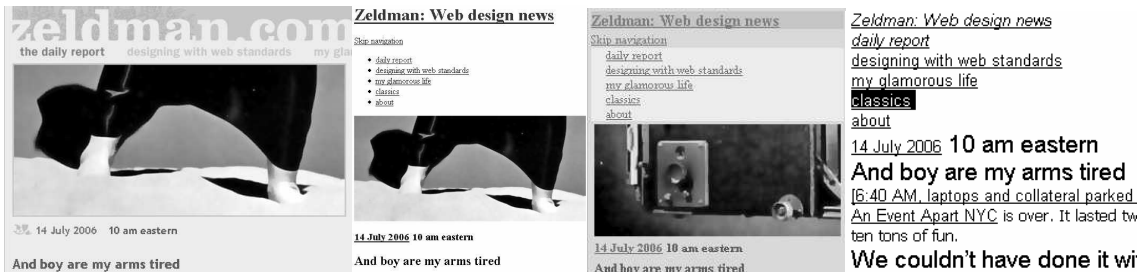 zeldman.com
the daily report designing with web standards my gla
14 July 2006 10 am eastern
And boy are my arms tired
Zeldman: Web design news
Skip navigation
daily report
designing with web standards
my glamorous life
classics
about
14 July 2006 10 am eastern
And boy are my arms tired
Zeldman: Web design news
Skip navigation
daily report
designing with web standards
my glamorous life
classics
about
14 July 2006 10 am eastern
And boy are my arms tired
Zeldman: Web design news
daily report
designing with web standards
my glamorous life
classics
about
14 July 2006 10 am eastern
And boy are my arms tired
[6:40 AM, laptops and collateral parked
An Event Apart NYC is over. It lasted tw
ten tons of fun.
We couldn't have done it wi